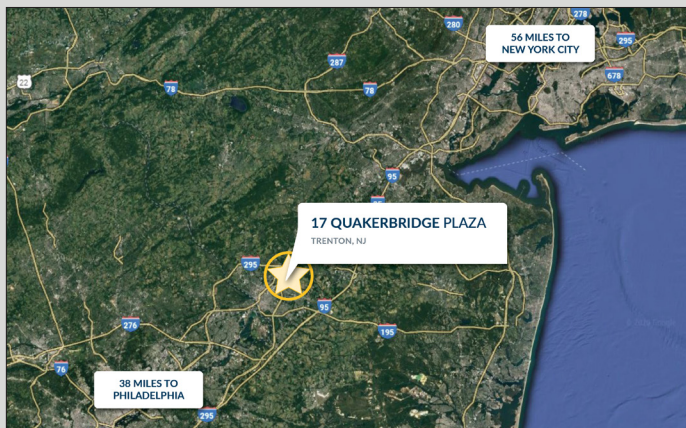 280
278
56 MILES TO
NEW YORK CITY
295
287
678
22
78
78
95
17 QUAKERBRIDGE PLAZA
TRENTON, NJ
295
95
276
195
76
38 MILES TO
PHILADELPHIA
295